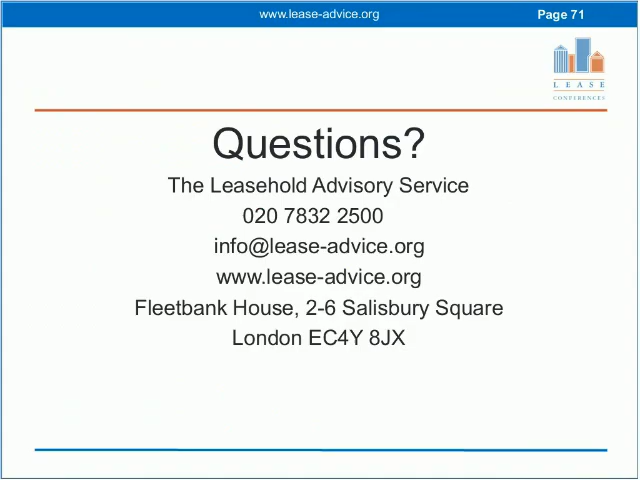 www.lease-advice.org
Page 71
LEASE
CONFERENCES
Questions?
The Leasehold Advisory Service
020 7832 2500
info@lease-advice.org
www.lease-advice.org
Fleetbank House, 2-6 Salisbury Square
London EC4Y 8JX